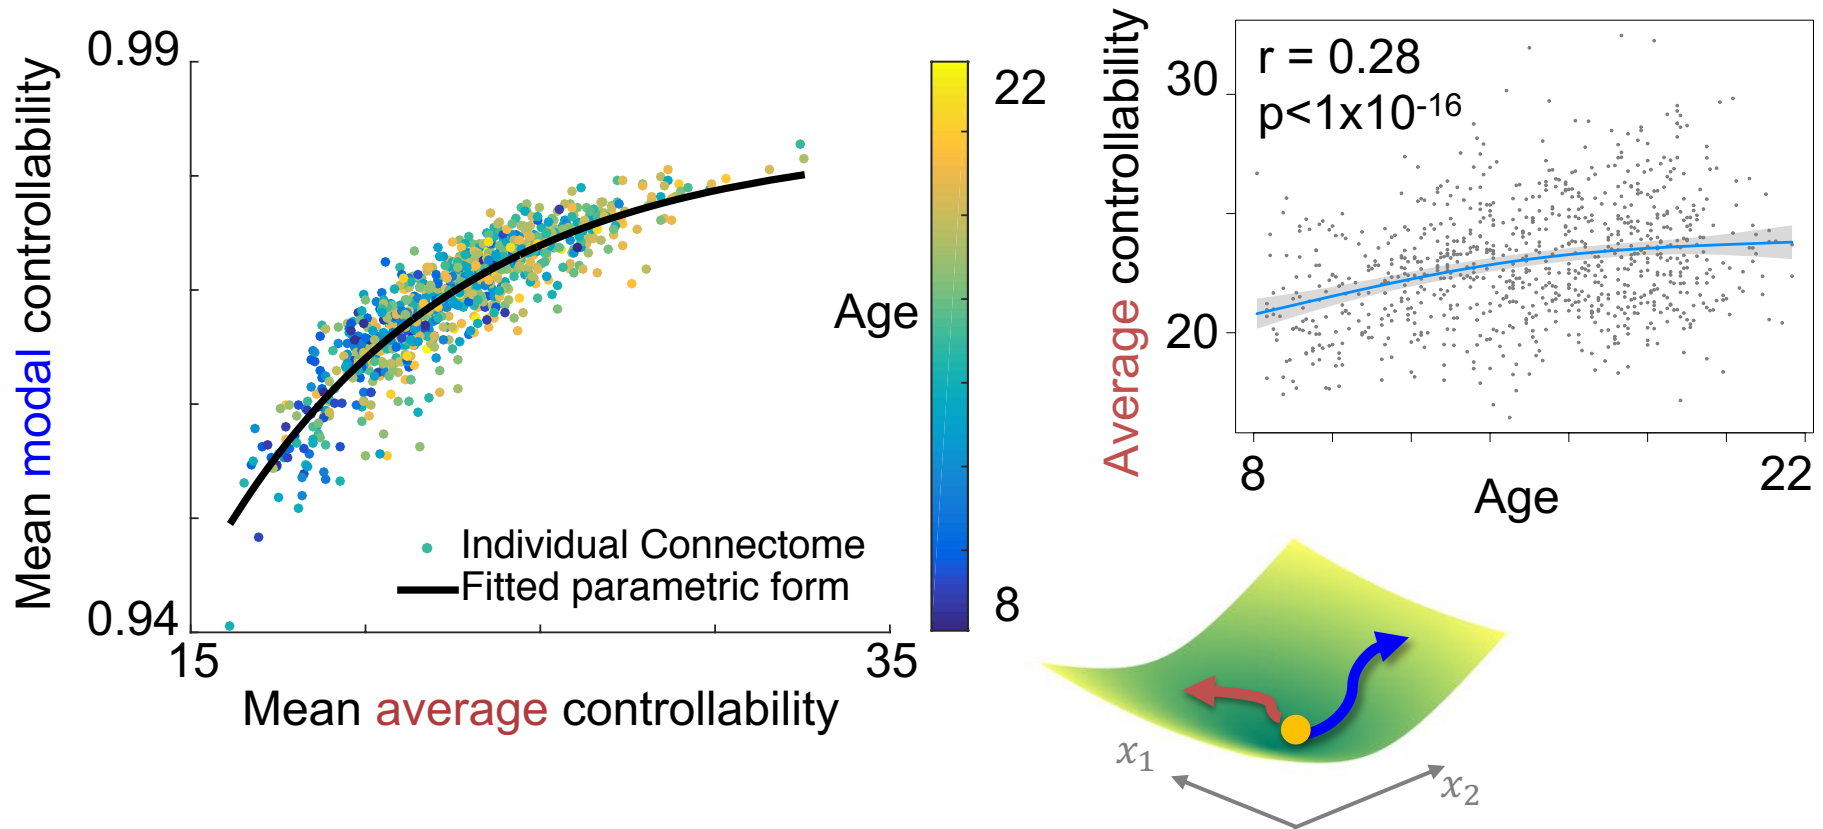 0.99
Mean modal controllability
0.94
15
35
Mean average controllability
Individual Connectome
Fitted parametric form
22
Age
8
r = 0.28
p<1x10-16
Average controllability
30
20
8
22
Age
x1
x2